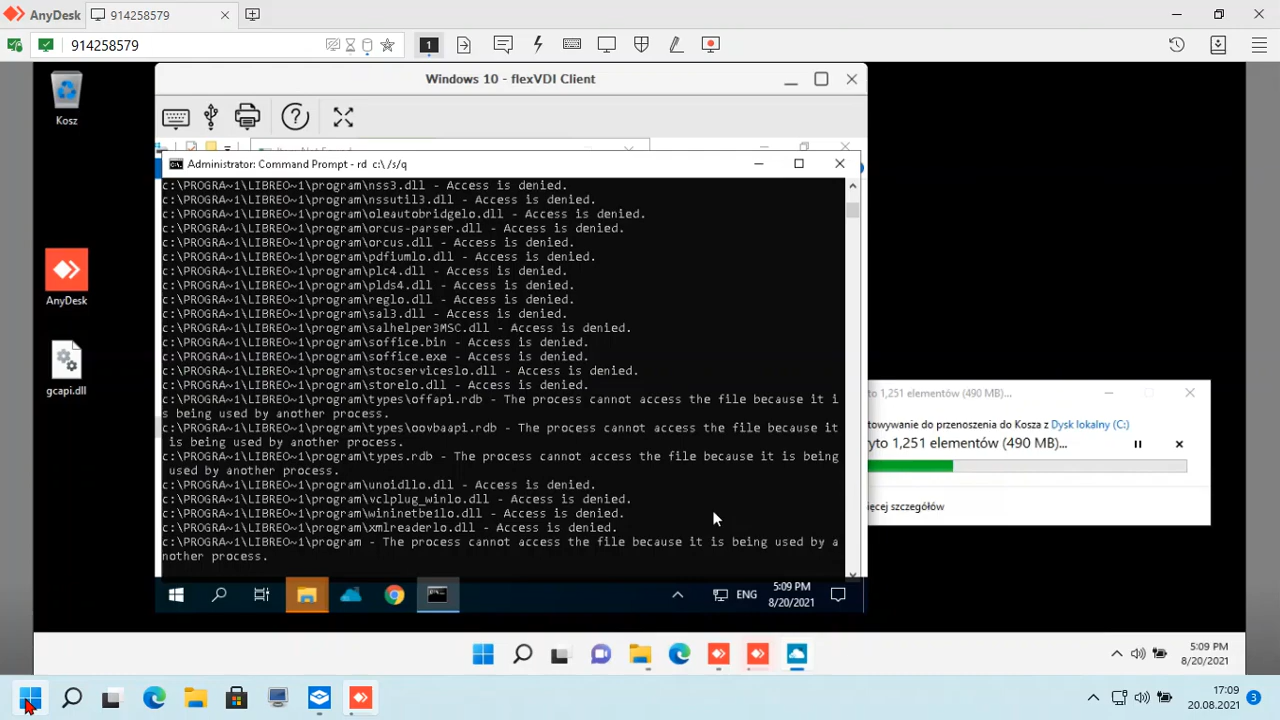 AnyDesk
914258579
914258579
1
Kosz
AnyDesk
gcapi.dll
Windows 10 - flexVDI Client
Administrator: Command Prompt - rd c:\ /s/q
c:\PROGRA~1\LIBREO~1\program\nss3.dll - Access is denied.
c:\PROGRA~1\LIBREO~1\program\nssutil3.dll - Access is denied.
c:\PROGRA~1\LIBREO~1\program\oleautobridgelo.dll - Access is denied.
c:\PROGRA~1\LIBREO~1\program\orcus-parser.dll - Access is denied.
c:\PROGRA~1\LIBREO~1\program\orcus.dll - Access is denied.
c:\PROGRA~1\LIBREO~1\program\pdfiumlo.dll - Access is denied.
c:\PROGRA~1\LIBREO~1\program\plc4.dll - Access is denied.
c:\PROGRA~1\LIBREO~1\program\plds4.dll - Access is denied.
c:\PROGRA~1\LIBREO~1\program\reglo.dll - Access is denied.
c:\PROGRA~1\LIBREO~1\program\sal3.dll - Access is denied.
c:\PROGRA~1\LIBREO~1\program\salhelper3MSC.dll - Access is denied.
c:\PROGRA~1\LIBREO~1\program\soffice.bin - Access is denied.
c:\PROGRA~1\LIBREO~1\program\soffice.exe - Access is denied.
c:\PROGRA~1\LIBREO~1\program\stocserviceslo.dll - Access is denied.
c:\PROGRA~1\LIBREO~1\program\storelo.dll - Access is denied.
c:\PROGRA~1\LIBREO~1\program\types\offapi.rdb - The process cannot access the file because it i
s being used by another process.
c:\PROGRA~1\LIBREO~1\program\types\oovbaapi.rdb - The process cannot access the file because it
 is being used by another process.
c:\PROGRA~1\LIBREO~1\program\types.rdb - The process cannot access the file because it is being
 used by another process.
c:\PROGRA~1\LIBREO~1\program\unoidllo.dll - Access is denied.
c:\PROGRA~1\LIBREO~1\program\vclplug_winlo.dll - Access is denied.
c:\PROGRA~1\LIBREO~1\program\wininetbe1lo.dll - Access is denied.
c:\PROGRA~1\LIBREO~1\program\xmlreaderlo.dll - Access is denied.
c:\PROGRA~1\LIBREO~1\program - The process cannot access the file because it is being used by a
nother process.
yto 1,251 elementów (490 MB)...
towywanie do przenoszenia do Kosza z Dysk lokalny (C:)
ryto 1,251 elementów (490 MB)...
ięcej szczegółów
ENG
5:09 PM
8/20/2021
5:09 PM
8/20/2021
17:09
20.08.2021
3